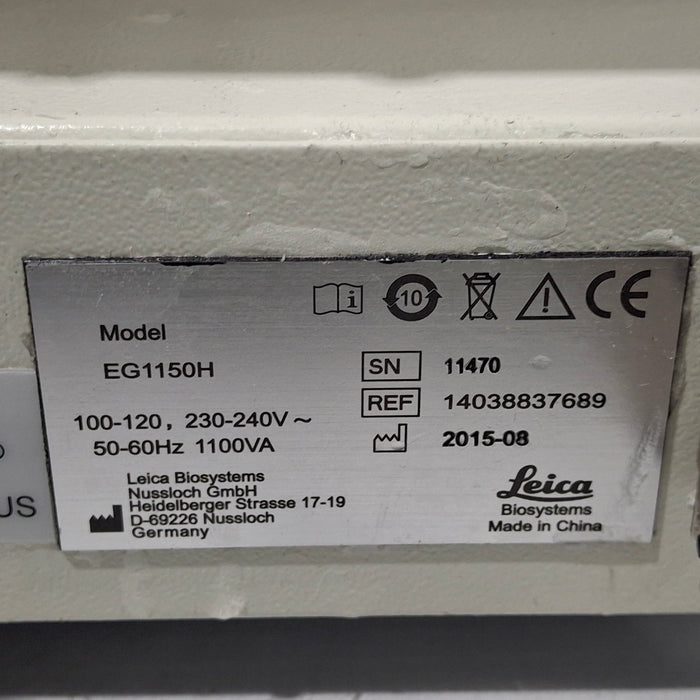 10
CE
Model
EG1150H
SN 11470
REF 14038837689
100-120, 230-240V~
50-60Hz 1100VA
2015-08
Leica Biosystems
Nussloch GmbH
Heidelberger Strasse 17-19
D-69226 Nussloch
Germany
Leica
Biosystems
Made in China
US